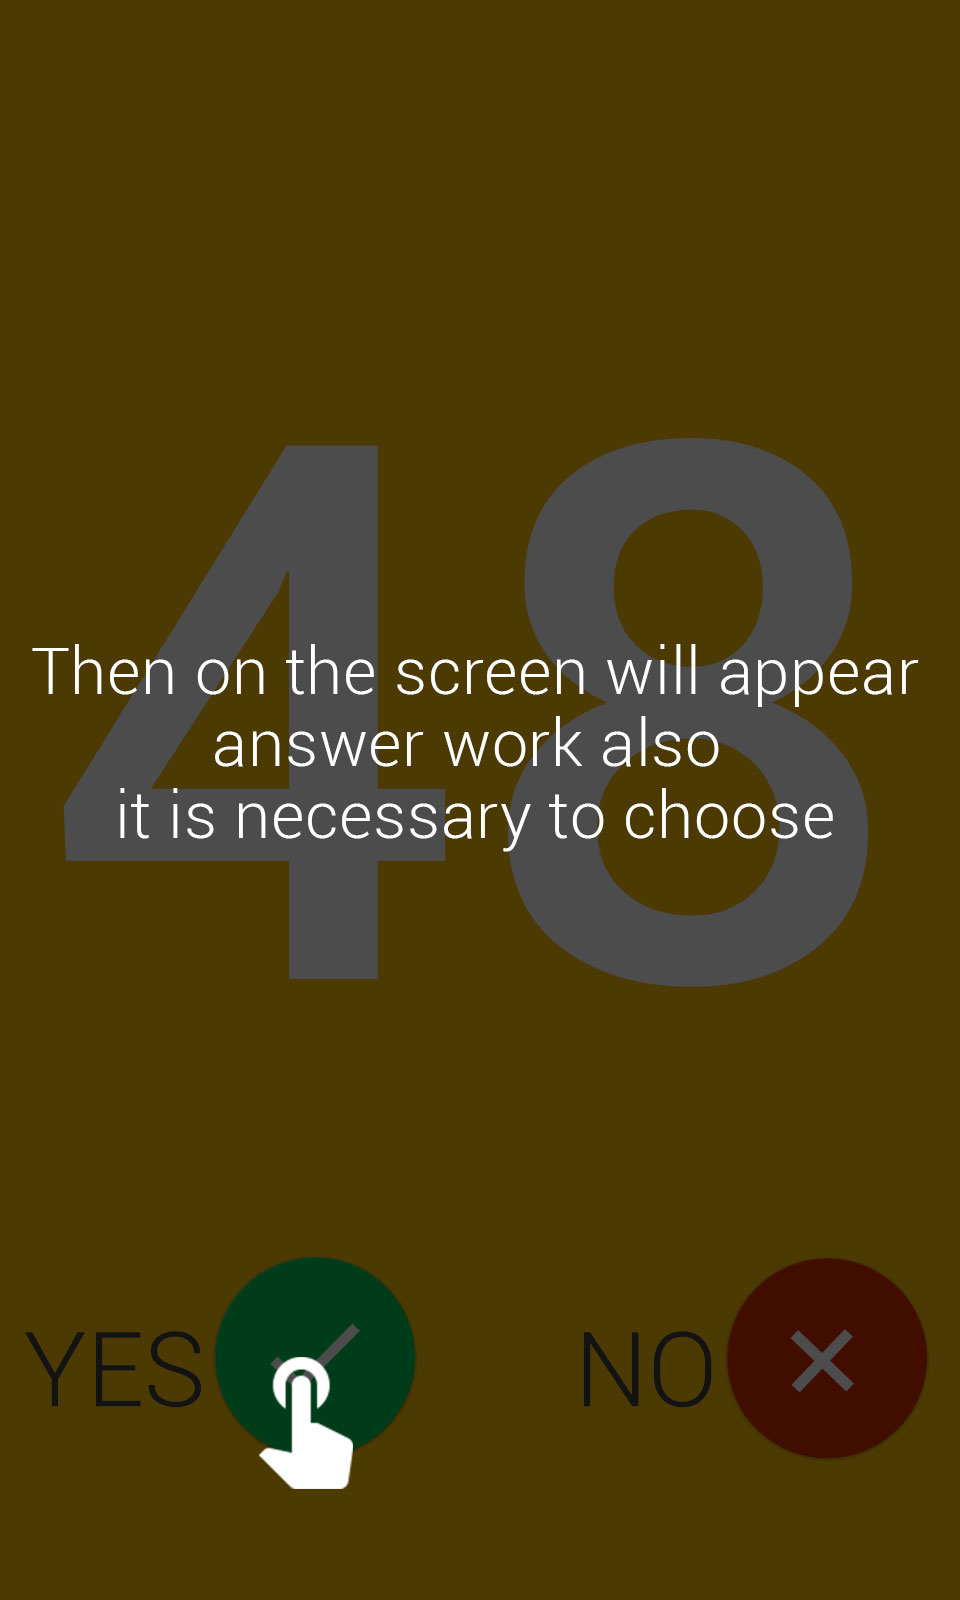 48
Then on the screen will appear
answer work also
it is necessary to choose
YES NO